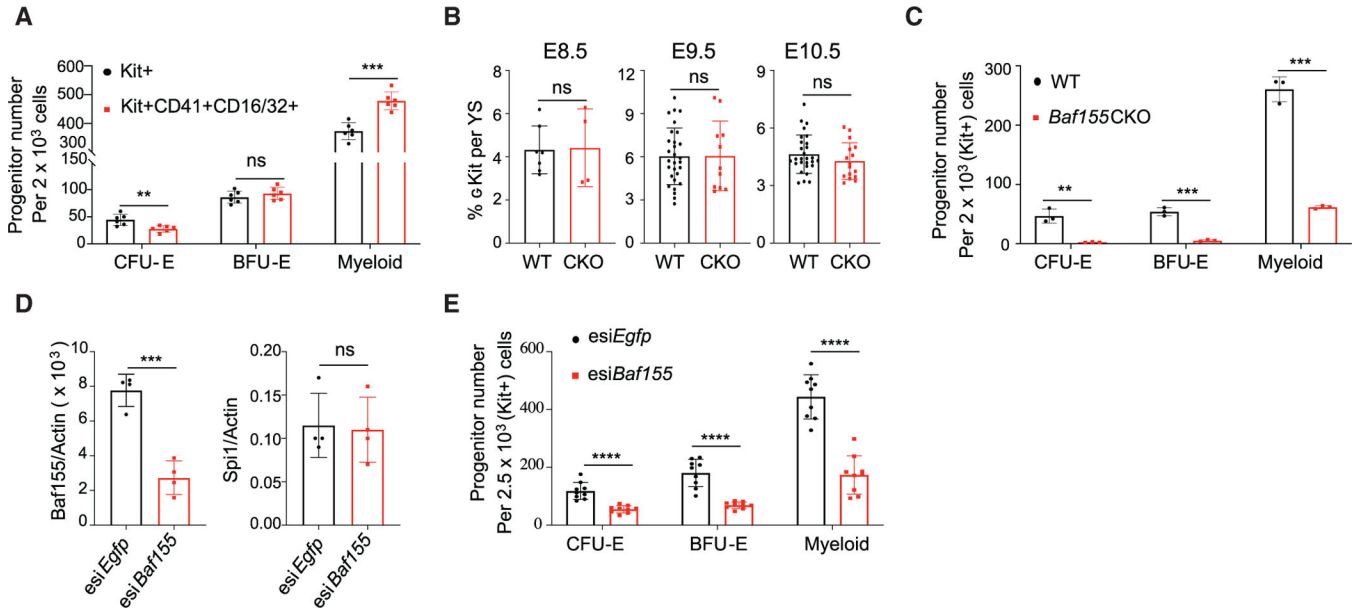 A
Progenitor number
Per 2 x 10³ cells
600
500
400
300
150
100
50
0
Kit+
Kit+CD41+CD16/32+
**
ns
***
CFU-E
BFU-E
Myeloid
B
% c Kit per YS
E8.5
8
6
4
2
0
ns
WT
CKO
E9.5
12
9
6
3
0
ns
WT
CKO
E10.5
9
6
3
0
ns
WT
CKO
C
Progenitor number
Per 2 x 10³ (Kit+) cells
300
200
100
50
0
WT
Baf155CKO
**
***
***
CFU-E
BFU-E
Myeloid
D
Baf155/Actin ( x 10³)
10
8
6
4
2
0
***
esiEgfp
esiBaf155
Spi1/Actin
0.20
0.15
0.10
0.05
0.00
ns
esiEgfp
esiBaf155
E
Progenitor number
Per 2.5 x 10³ (Kit+) cells
600
400
200
0
esiEgfp
esiBaf155
****
****
****
CFU-E
BFU-E
Myeloid